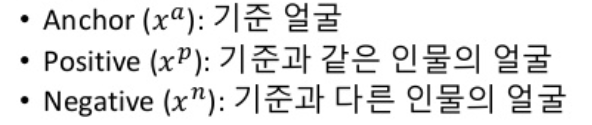 • Anchor (xᵃ): 기준 얼굴
• Positive (xᵖ): 기준과 같은 인물의 얼굴
• Negative (xⁿ): 기준과 다른 인물의 얼굴